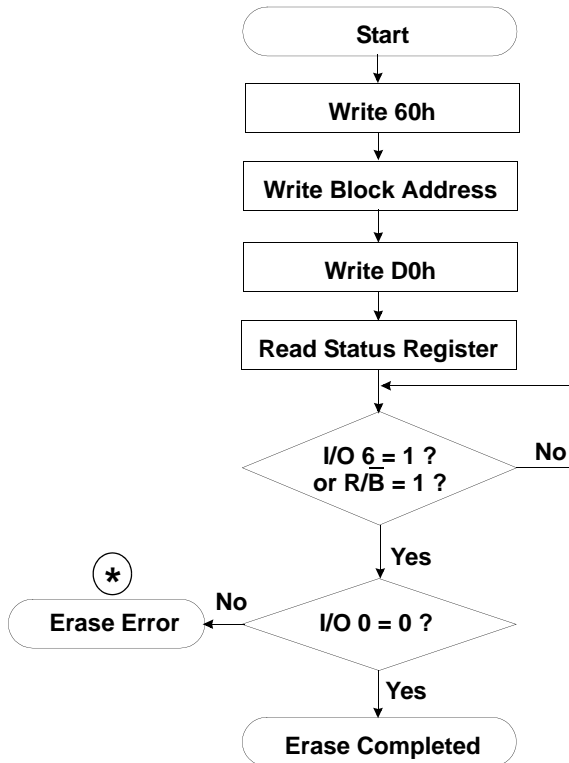 Start
Write 60h
Write Block Address
Write D0h
Read Status Register
I/O 6 = 1 ?
or R/B̅ = 1 ?
No
Yes
*
No
Erase Error
I/O 0 = 0 ?
Yes
Erase Completed